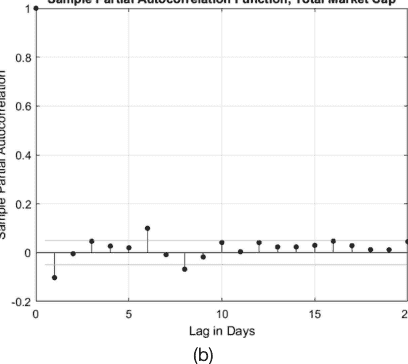 Sample Partial Autocorrelation Function, Total Market Cap
Sample Partial Autocorrelation
1
0.8
0.6
0.4
0.2
0
-0.2
0
5
10
15
Lag in Days
(b)